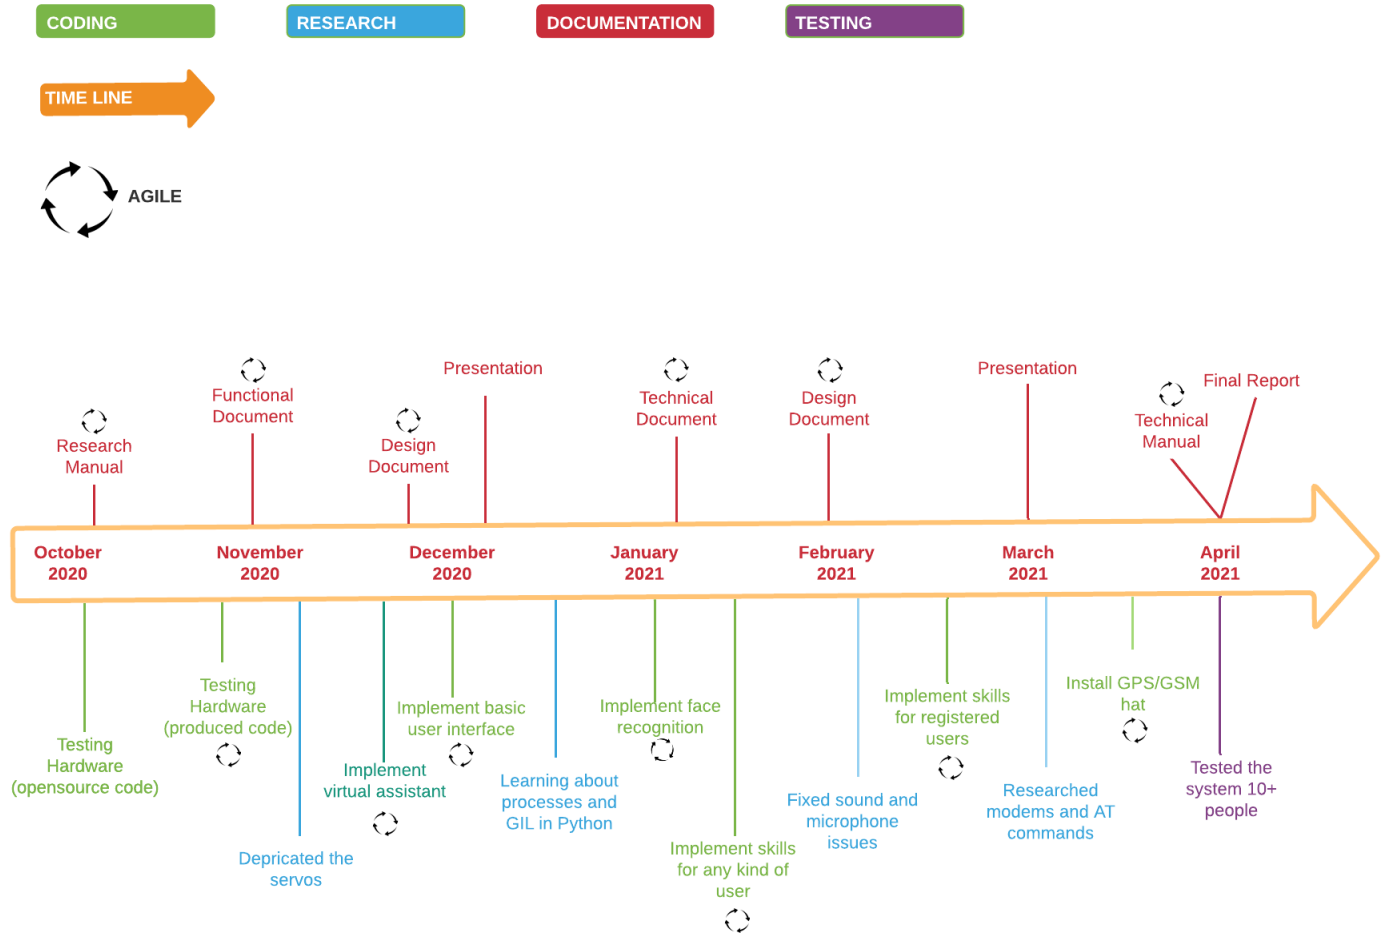 CODING
RESEARCH
DOCUMENTATION
TESTING
TIME LINE
AGILE
Research
Manual
Functional
Document
Design
Document
Presentation
Technical
Document
Design
Document
Presentation
Technical
Manual
Final Report
October
2020
November
2020
December
2020
January
2021
February
2021
March
2021
April
2021
Testing
Hardware
(opensource code)
Testing
Hardware
(produced code)
Depricated the
servos
Implement
virtual assistant
Implement basic
user interface
Learning about
processes and
GIL in Python
Implement face
recognition
Implement skills
for any kind of
user
Fixed sound and
microphone
issues
Implement skills
for registered
users
Researched
modems and AT
commands
Install GPS/GSM
hat
Tested the
system 10+
people